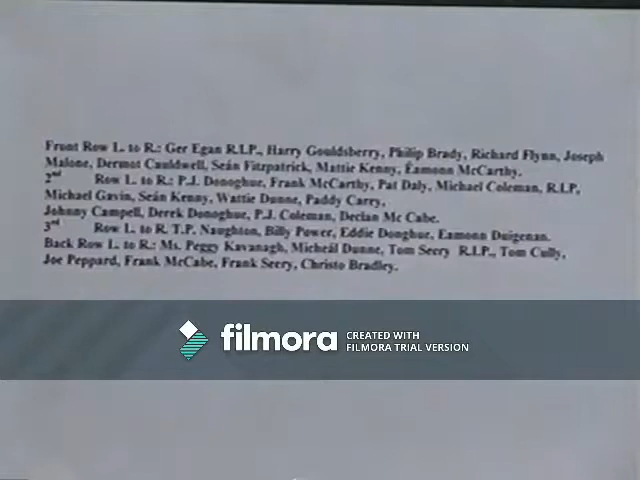 Front Row L. to R.: Ger Egan R.I.P., Harry Gouldsberry, Philip Brady, Richard Flynn, Joseph
Malone, Dermot Cauldwell, Seán Fitzpatrick, Mattie Kenny, Éamonn McCarthy.
2nd Row L. to R.: P.J. Donoghue, Frank McCarthy, Pat Daly, Michael Coleman, R.I.P,
Michael Gavin, Seán Kenny, Wattie Dunne, Paddy Carry,
Johnny Campell, Derek Donoghue, P.J. Coleman, Declan Mc Cabe.
3rd Row L. to R. T.P. Naughton, Billy Power, Eddie Donghue, Eamonn Duigenan.
Back Row L. to R.: Ms. Peggy Kavanagh, Micheál Dunne, Tom Seery R.I.P., Tom Cully,
Joe Peppard, Frank McCabe, Frank Seery, Christo Bradley.
filmora CREATED WITH
FILMORA TRIAL VERSION